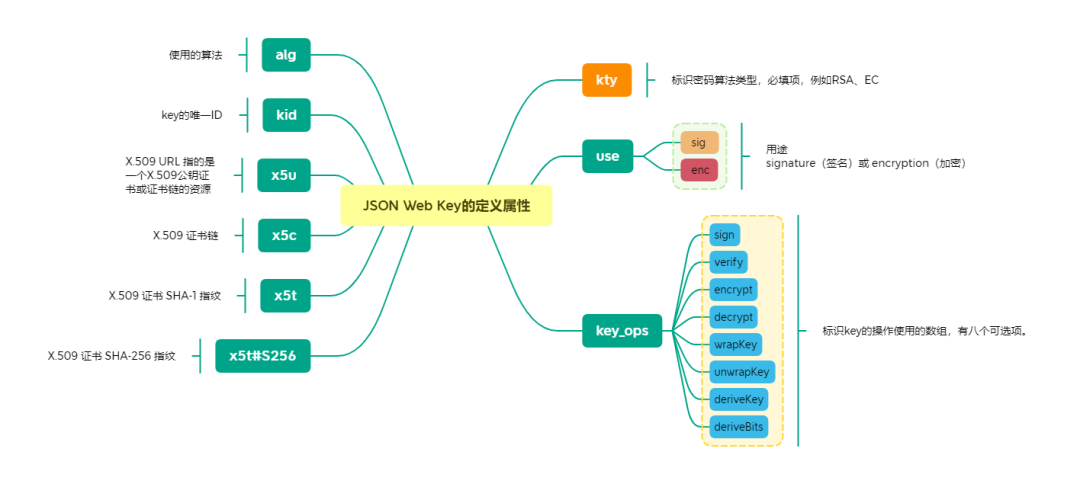 JSON Web Key的定义属性
alg
使用的算法
kid
key的唯一ID
x5u
X.509 URL 指的是
一个X.509公钥证
书或证书链的资源
x5c
X.509 证书链
x5t
X.509 证书 SHA-1 指纹
x5t#S256
X.509 证书 SHA-256 指纹
kty
标识密码算法类型，必填项，例如RSA、EC
use
sig
enc
用途
signature（签名）或 encryption（加密）
key_ops
sign
verify
encrypt
decrypt
wrapKey
unwrapKey
deriveKey
deriveBits
标识key的操作使用的数组，有八个可选项。